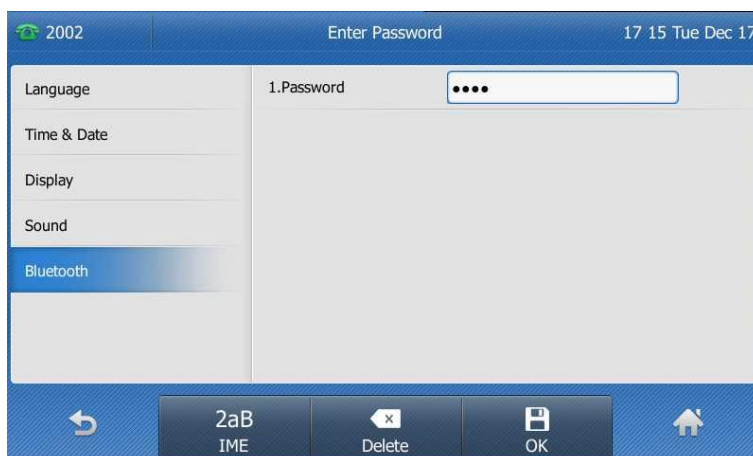 2002 Enter Password 17 15 Tue Dec 17
Language
1.Password ••••
Time & Date
Display
Sound
Bluetooth
2aB
IME Delete OK